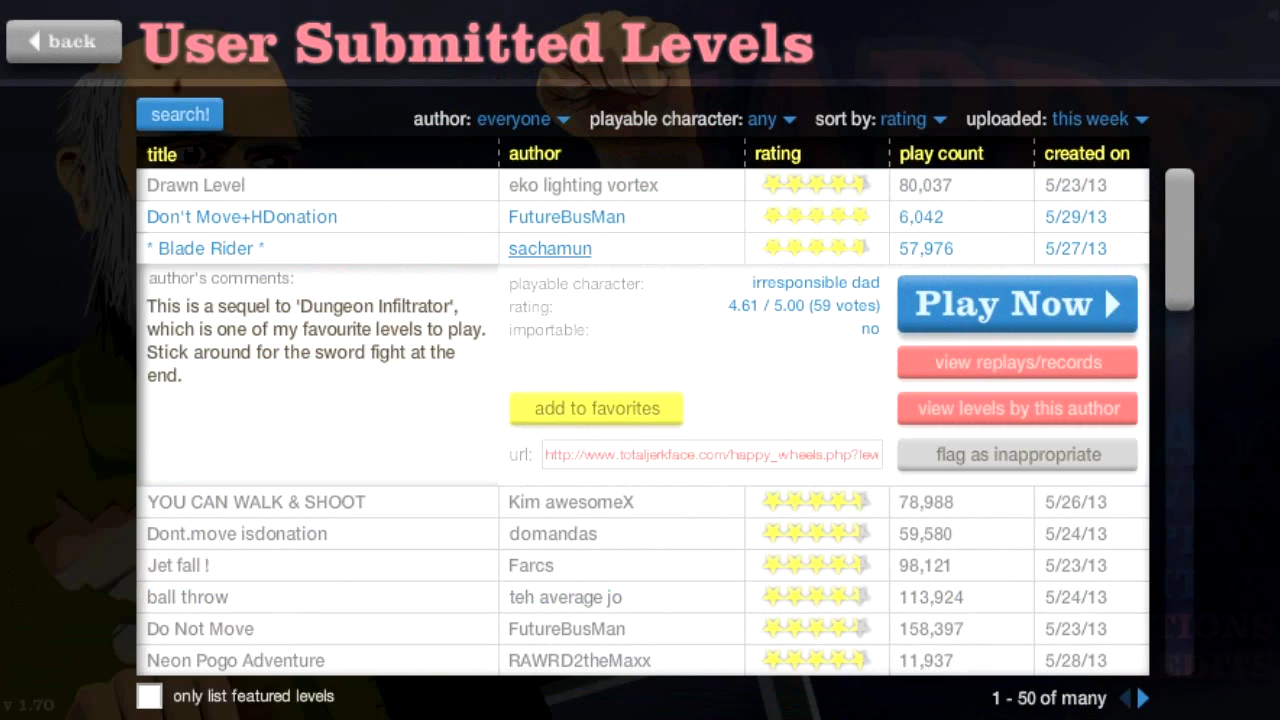 back
User Submitted Levels
search!
author: everyone playable character: any sort by: rating uploaded: this week
title author rating play count created on
Drawn Level eko lighting vortex 80,037 5/23/13
Don't Move+HDonation FutureBusMan 6,042 5/29/13
* Blade Rider * sachamun 57,976 5/27/13
author's comments:
This is a sequel to 'Dungeon Infiltrator',
which is one of my favourite levels to play.
Stick around for the sword fight at the
end.
playable character: irresponsible dad
rating: 4.61 / 5.00 (59 votes)
importable: no
add to favorites
url: http://www.totaljerkface.com/happy_wheels.php?leve
Play Now
view replays/records
view levels by this author
flag as inappropriate
YOU CAN WALK & SHOOT Kim awesomeX 78,988 5/26/13
Dont.move isdonation domandas 59,580 5/24/13
Jet fall ! Farcs 98,121 5/23/13
ball throw teh average jo 113,924 5/24/13
Do Not Move FutureBusMan 158,397 5/23/13
Neon Pogo Adventure RAWRD2theMaxx 11,937 5/28/13
only list featured levels
1 - 50 of many
v 1.70